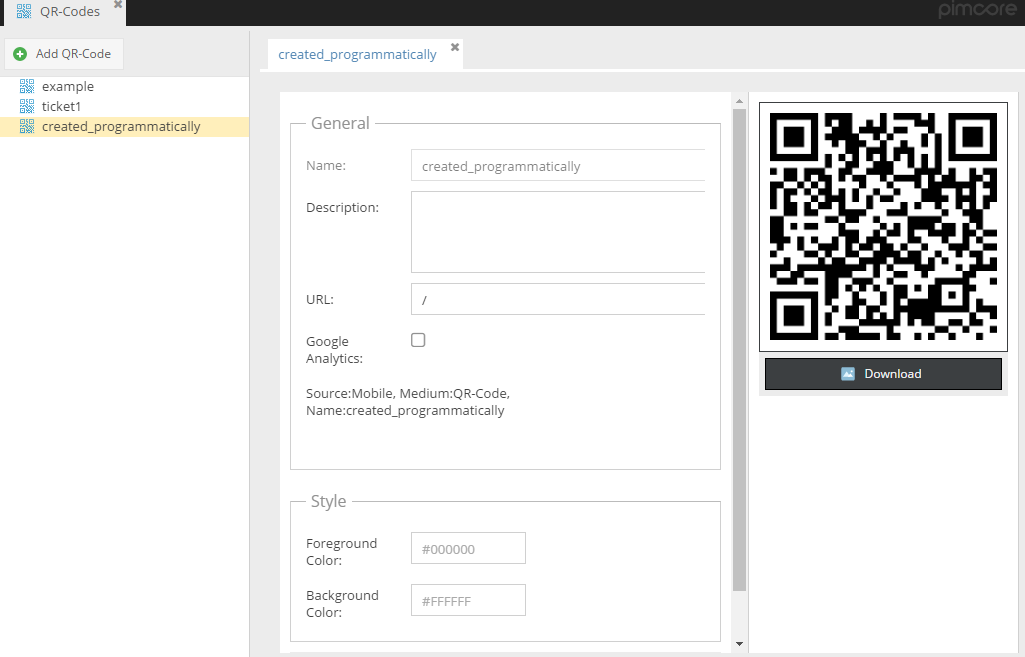 QR-Codes
pimcore
Add QR-Code
example
ticket1
created_programmatically
created_programmatically
General
Name:
created_programmatically
Description:
URL:
/
Google
Analytics:
Source:Mobile, Medium:QR-Code,
Name:created_programmatically
Style
Foreground
Color:
#000000
Background
Color:
#FFFFFF
Download